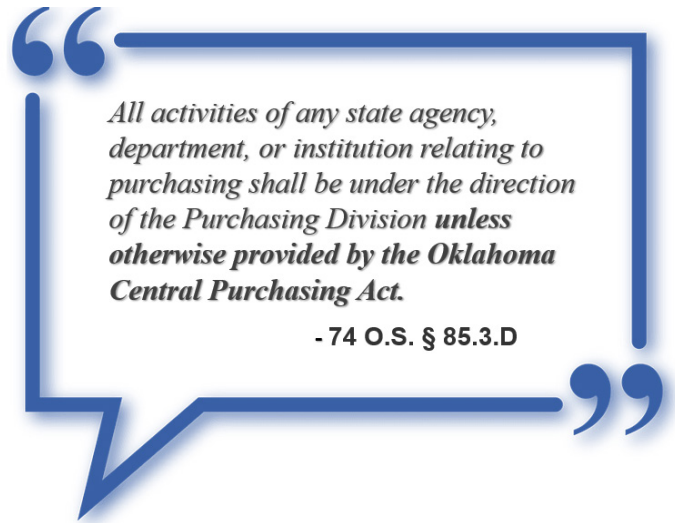 All activities of any state agency,
department, or institution relating to
purchasing shall be under the direction
of the Purchasing Division unless
otherwise provided by the Oklahoma
Central Purchasing Act.
- 74 O.S. § 85.3.D